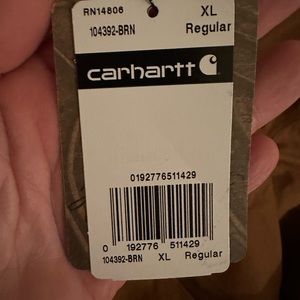 RN14806 XL
104392-BRN Regular
carhartt
0192776511429
0 192776 511429
104392-BRN XL Regular